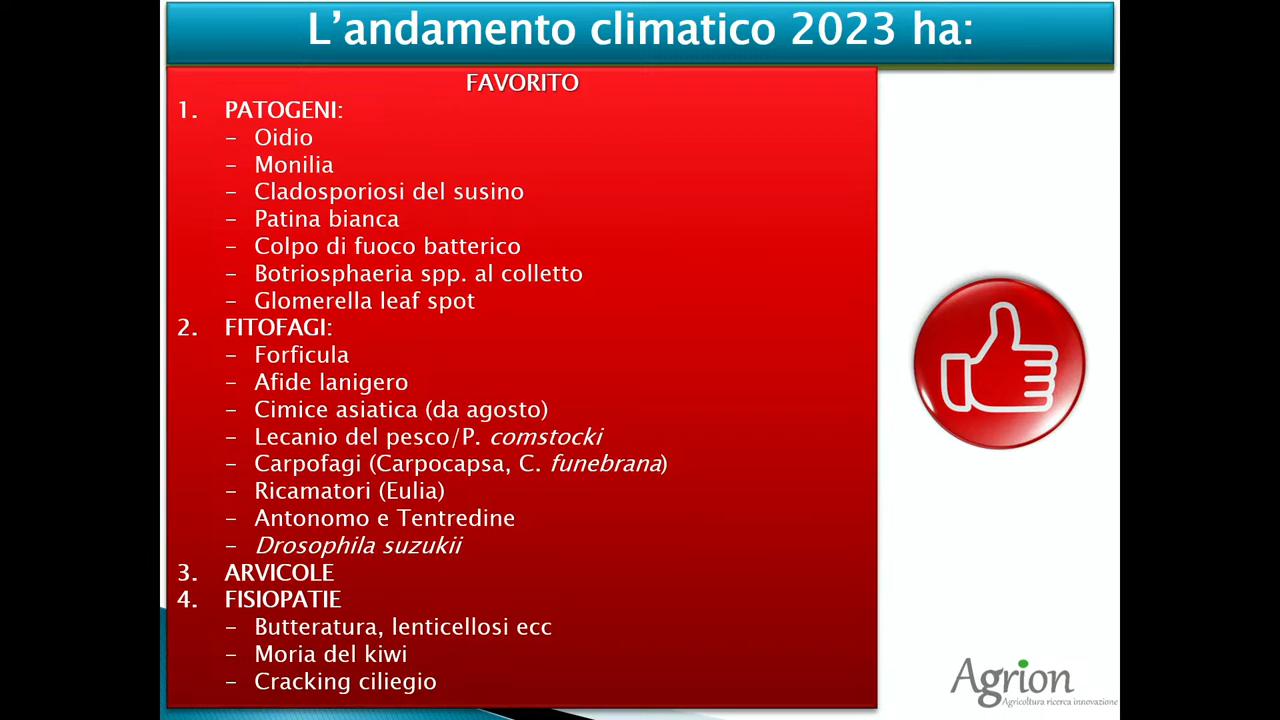 L'andamento climatico 2023 ha:
FAVORITO
1. PATOGENI:
– Oidio
– Monilia
– Cladosporiosi del susino
– Patina bianca
– Colpo di fuoco batterico
– Botriosphaeria spp. al colletto
– Glomerella leaf spot
2. FITOFAGI:
– Forficula
– Afide lanigero
– Cimice asiatica (da agosto)
– Lecanio del pesco/P. comstocki
– Carpofagi (Carpocapsa, C. funebrana)
– Ricamatori (Eulia)
– Antonomo e Tentredine
– Drosophila suzukii
3. ARVICOLE
4. FISIOPATIE
– Butteratura, lenticellosi ecc
– Moria del kiwi
– Cracking ciliegio
Agrion
Agricoltura ricerca innovazione